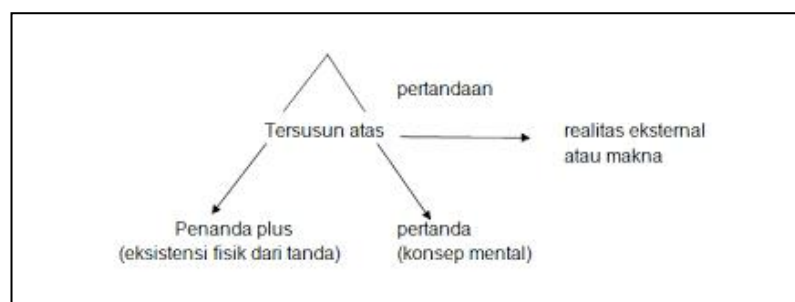 pertandaan
Tersusun atas
realitas eksternal
atau makna
Penanda plus
(eksistensi fisik dari tanda)
pertanda
(konsep mental)